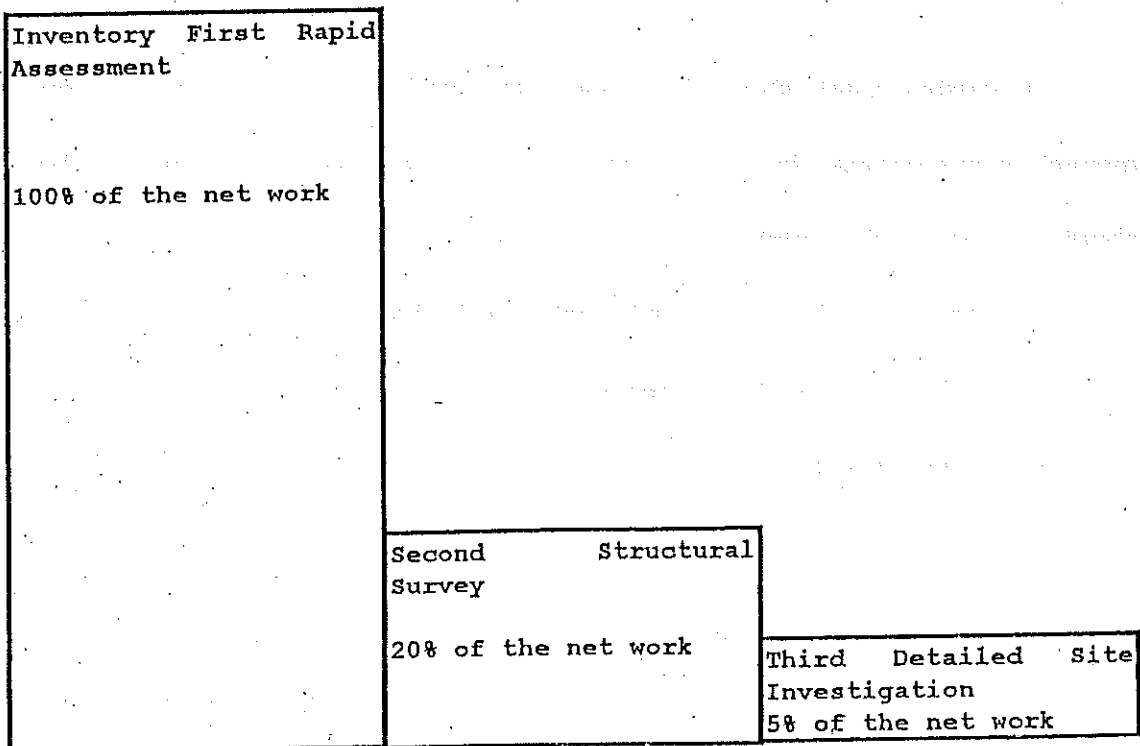 Inventory First Rapid
Assessment
100% of the net work
Second Structural
Survey
20% of the net work
Third Detailed Site
Investigation
5% of the net work